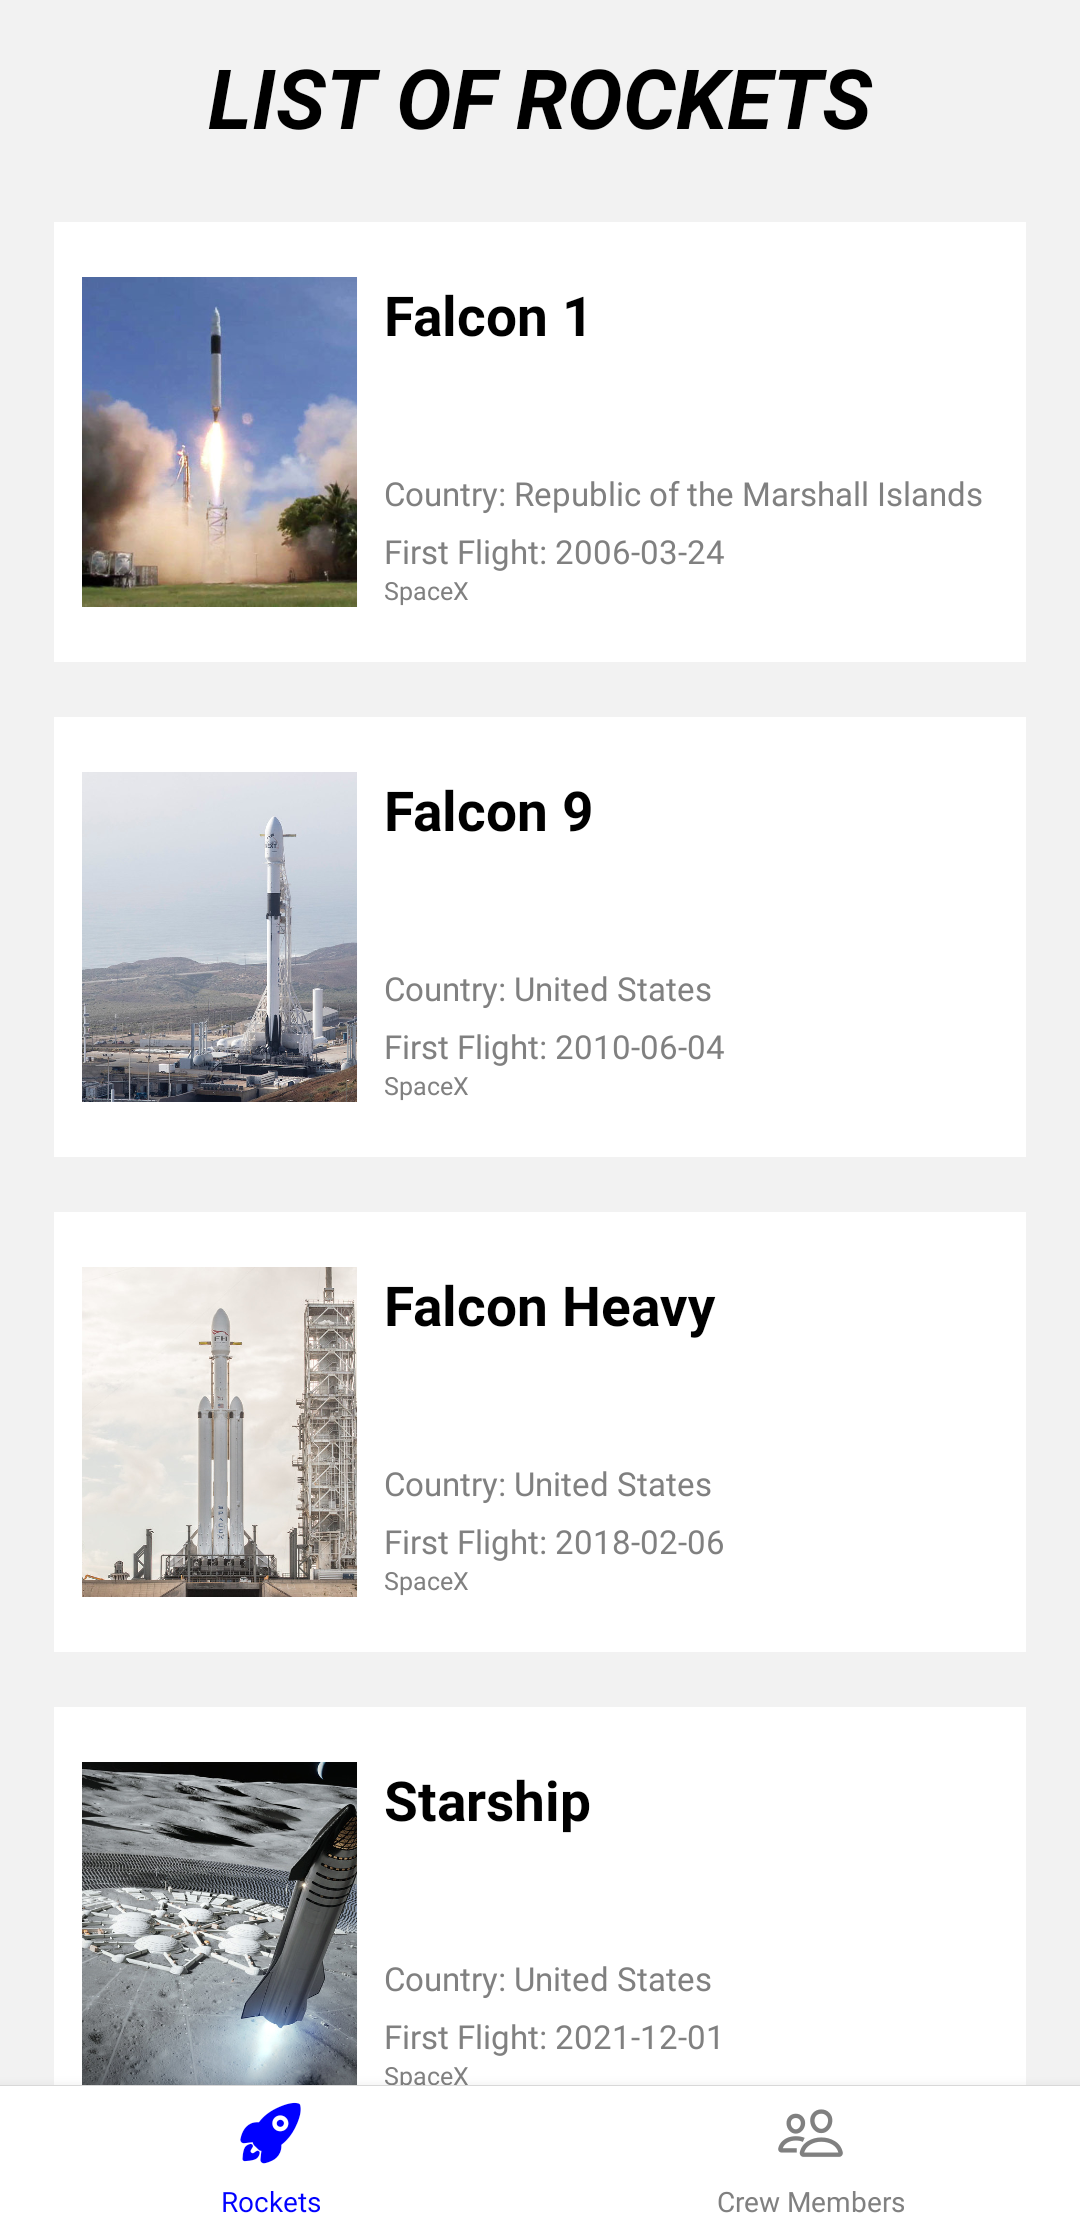 LIST OF ROCKETS
Falcon 1
Country: Republic of the Marshall Islands
First Flight: 2006-03-24
SpaceX
Falcon 9
Country: United States
First Flight: 2010-06-04
SpaceX
Falcon Heavy
FH
Country: United States
First Flight: 2018-02-06
SpaceX
Starship
Country: United States
First Flight: 2021-12-01
SpaceX
Rockets
Crew Members